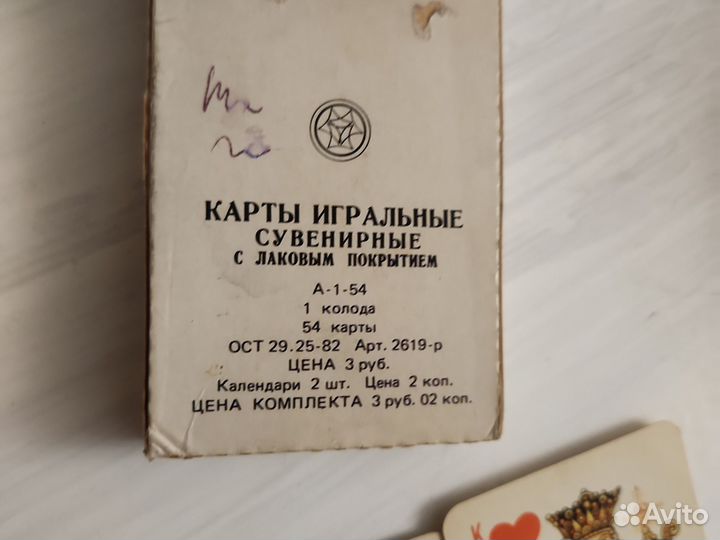 КАРТЫ ИГРАЛЬНЫЕ
СУВЕНИРНЫЕ
С ЛАКОВЫМ ПОКРЫТИЕМ
А-1-54
1 колода
54 карты
ОСТ 29.25-82 Арт. 2619-р
ЦЕНА 3 руб.
Календари 2 шт. Цена 2 коп.
ЦЕНА КОМПЛЕКТА 3 руб. 02 коп.
К
Avito